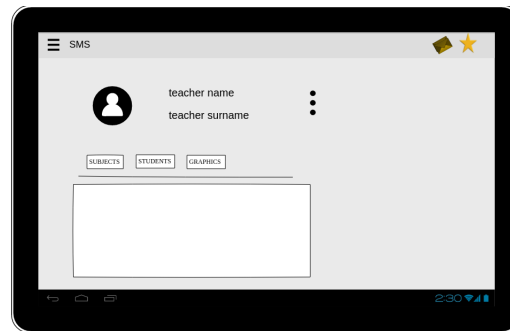 SMS
teacher name
teacher surname
SUBJECTS STUDENTS GRAPHICS
2:30